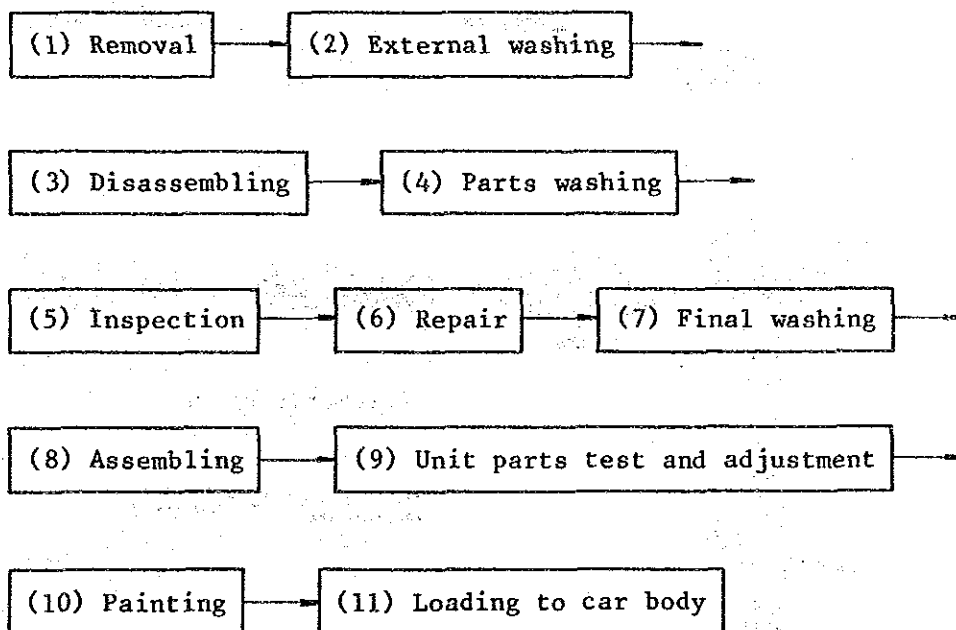 (1) Removal (2) External washing
(3) Disassembling (4) Parts washing
(5) Inspection (6) Repair (7) Final washing
(8) Assembling (9) Unit parts test and adjustment
(10) Painting (11) Loading to car body